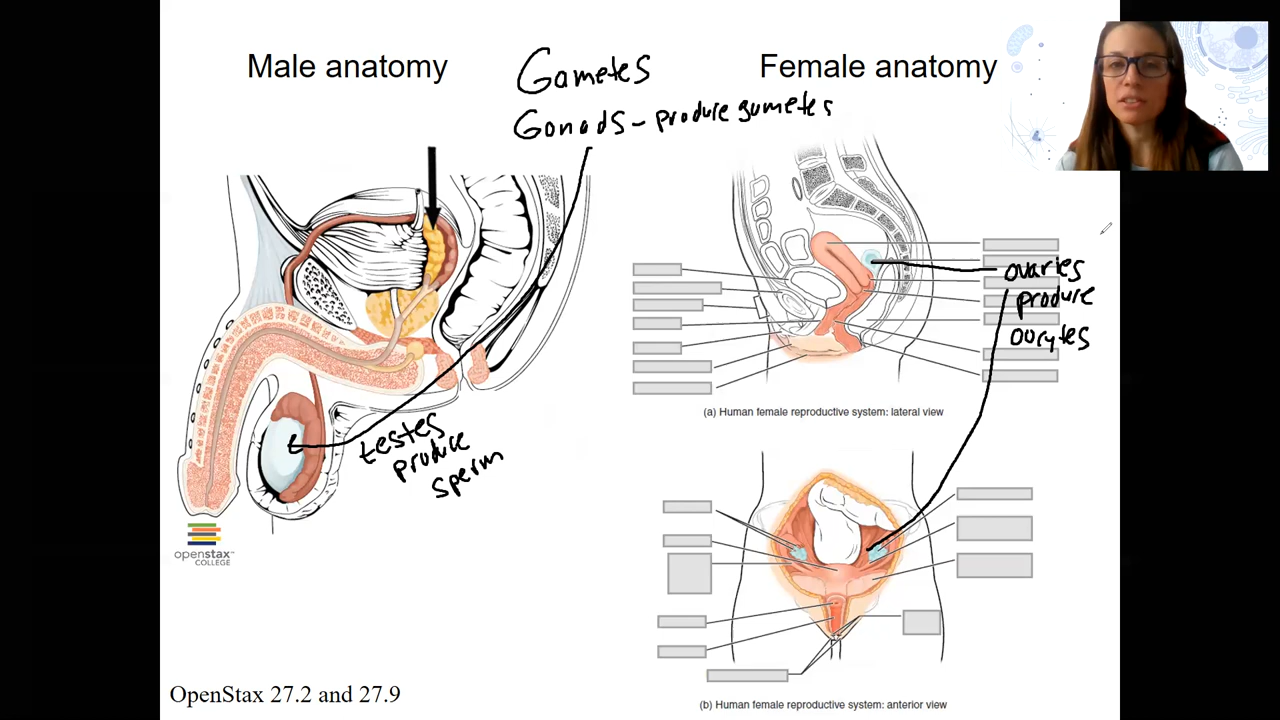 Male anatomy
Gametes
Female anatomy
Gonads - produce gametes
ovaries
produce
oocytes
(a) Human female reproductive system: lateral view
testes
produce
sperm
openstax™
COLLEGE
OpenStax 27.2 and 27.9
(b) Human female reproductive system: anterior view